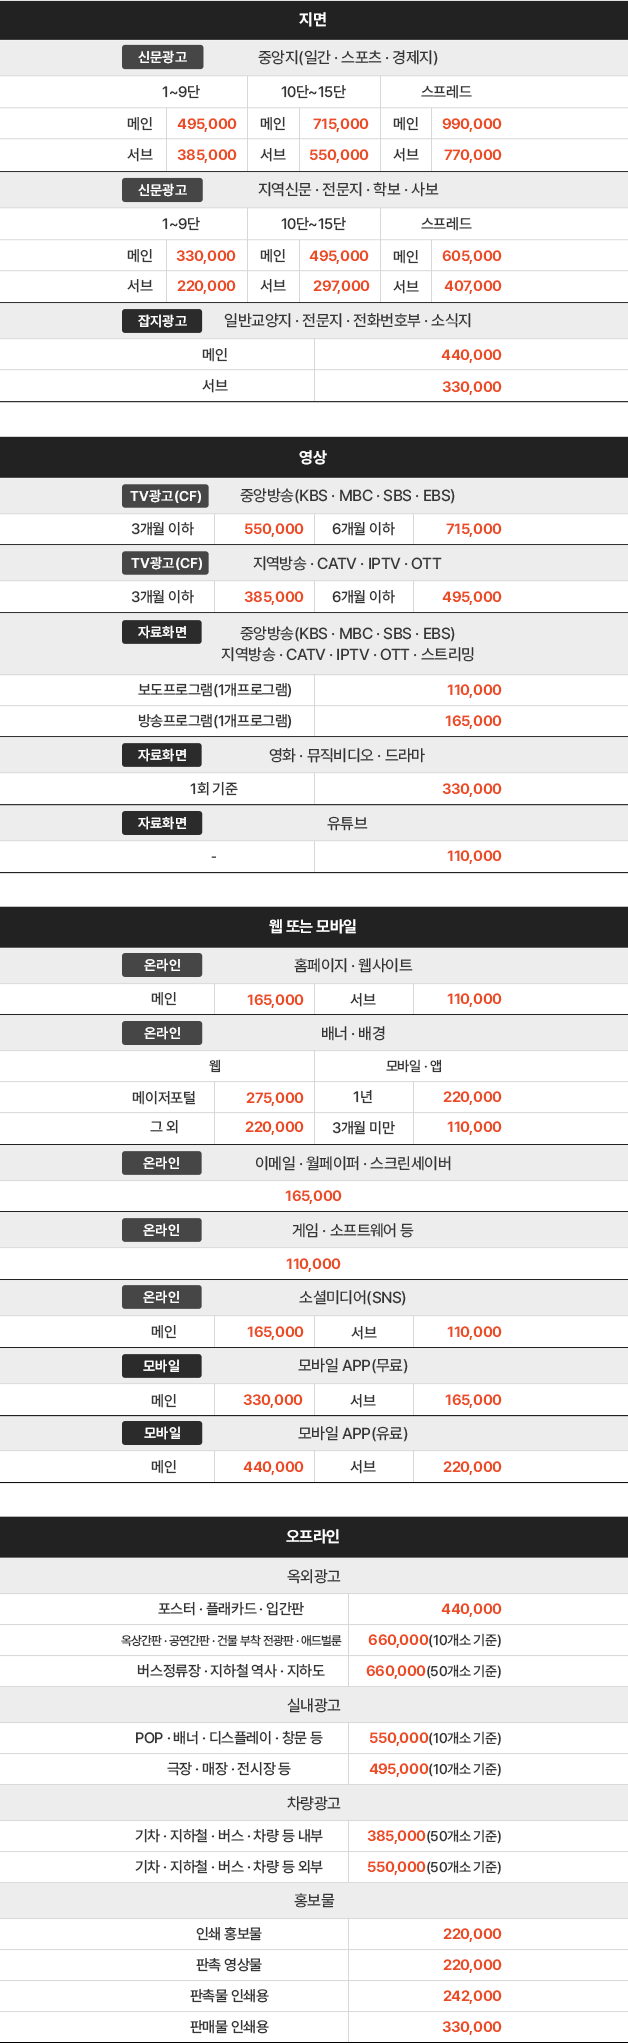 지면
신문광고 중앙지(일간 · 스포츠 · 경제지)
1~9단 10단~15단 스프레드
메인 495,000 메인 715,000 메인 990,000
서브 385,000 서브 550,000 서브 770,000
신문광고 지역신문 · 전문지 · 학보 · 사보
1~9단 10단~15단 스프레드
메인 330,000 메인 495,000 메인 605,000
서브 220,000 서브 297,000 서브 407,000
잡지광고 일반교양지 · 전문지 · 전화번호부 · 소식지
메인 440,000
서브 330,000
영상
TV광고(CF) 중앙방송(KBS · MBC · SBS · EBS)
3개월 이하 550,000 6개월 이하 715,000
TV광고(CF) 지역방송 · CATV · IPTV · OTT
3개월 이하 385,000 6개월 이하 495,000
자료화면 중앙방송(KBS · MBC · SBS · EBS)
지역방송 · CATV · IPTV · OTT · 스트리밍
보도프로그램(1개프로그램) 110,000
방송프로그램(1개프로그램) 165,000
자료화면 영화 · 뮤직비디오 · 드라마
1회 기준 330,000
자료화면 유튜브
- 110,000
웹 또는 모바일
온라인 홈페이지 · 웹사이트
메인 165,000 서브 110,000
온라인 배너 · 배경
웹 모바일 · 앱
메이저포털 275,000 1년 220,000
그 외 220,000 3개월 미만 110,000
온라인 이메일 · 월페이퍼 · 스크린세이버
165,000
온라인 게임 · 소프트웨어 등
110,000
온라인 소셜미디어(SNS)
메인 165,000 서브 110,000
모바일 모바일 APP(무료)
메인 330,000 서브 165,000
모바일 모바일 APP(유료)
메인 440,000 서브 220,000
오프라인
옥외광고
포스터 · 플래카드 · 입간판 440,000
옥상간판 · 공연간판 · 건물 부착 전광판 · 애드벌룬 660,000(10개소 기준)
버스정류장 · 지하철 역사 · 지하도 660,000(50개소 기준)
실내광고
POP · 배너 · 디스플레이 · 창문 등 550,000(10개소 기준)
극장 · 매장 · 전시장 등 495,000(10개소 기준)
차량광고
기차 · 지하철 · 버스 · 차량 등 내부 385,000(50개소 기준)
기차 · 지하철 · 버스 · 차량 등 외부 550,000(50개소 기준)
홍보물
인쇄 홍보물 220,000
판촉 영상물 220,000
판촉물 인쇄용 242,000
판매물 인쇄용 330,000